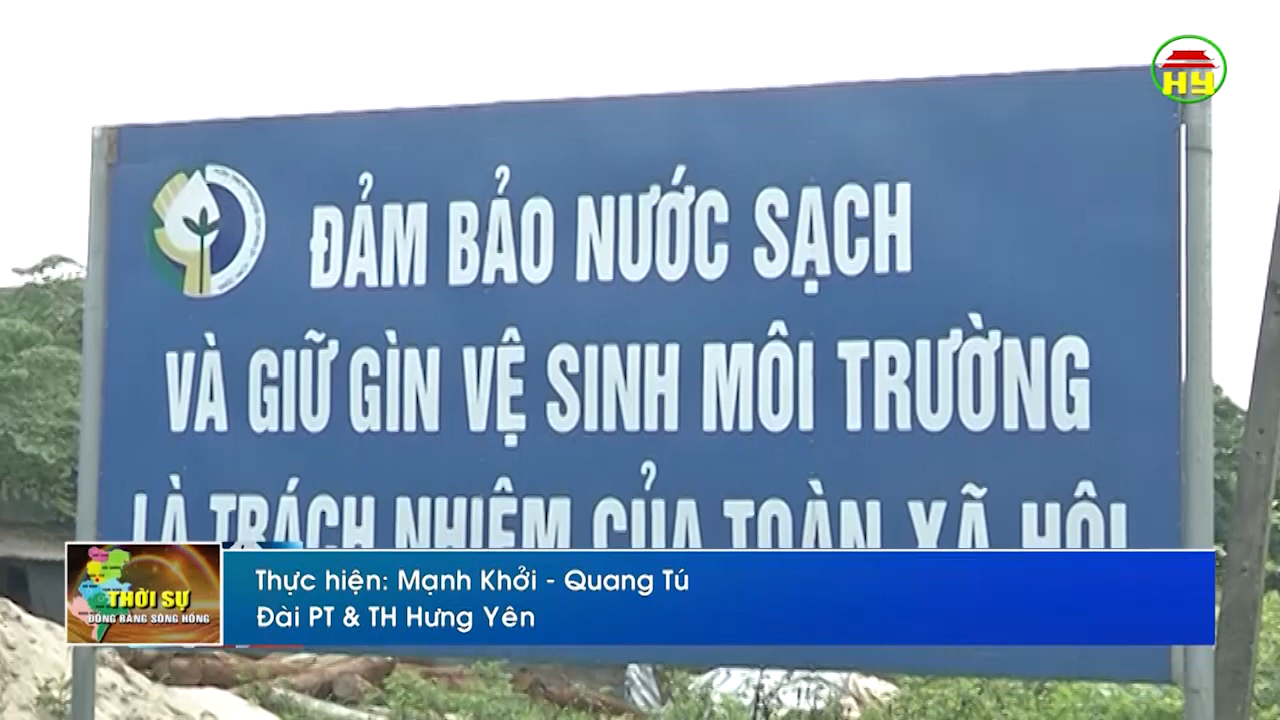 HY
ĐẢM BẢO NƯỚC SẠCH
VÀ GIỮ GÌN VỆ SINH MÔI TRƯỜNG
LÀ TRÁCH NHIỆM CỦA TOÀN XÃ HỘI
THỜI SỰ
ĐỒNG BẰNG SÔNG HỒNG
Thực hiện: Mạnh Khởi - Quang Tú
Đài PT & TH Hưng Yên